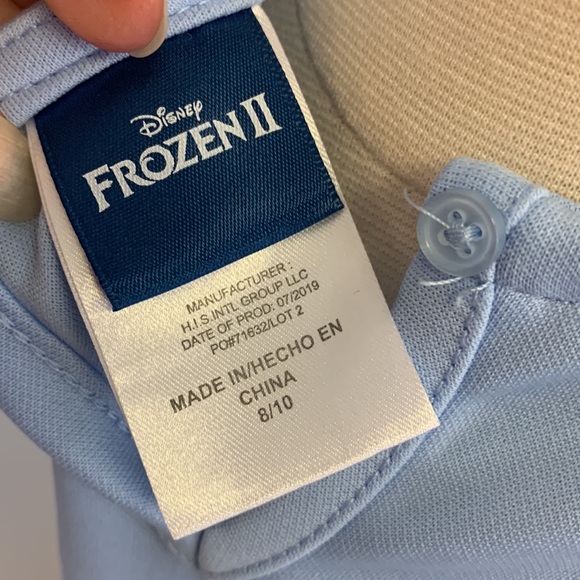 Disney
FROZEN II
MANUFACTURER :
H.I.S.INTL GROUP LLC
DATE OF PROD: 07/2019
PO#71632/LOT 2
MADE IN/HECHO EN
CHINA
8/10